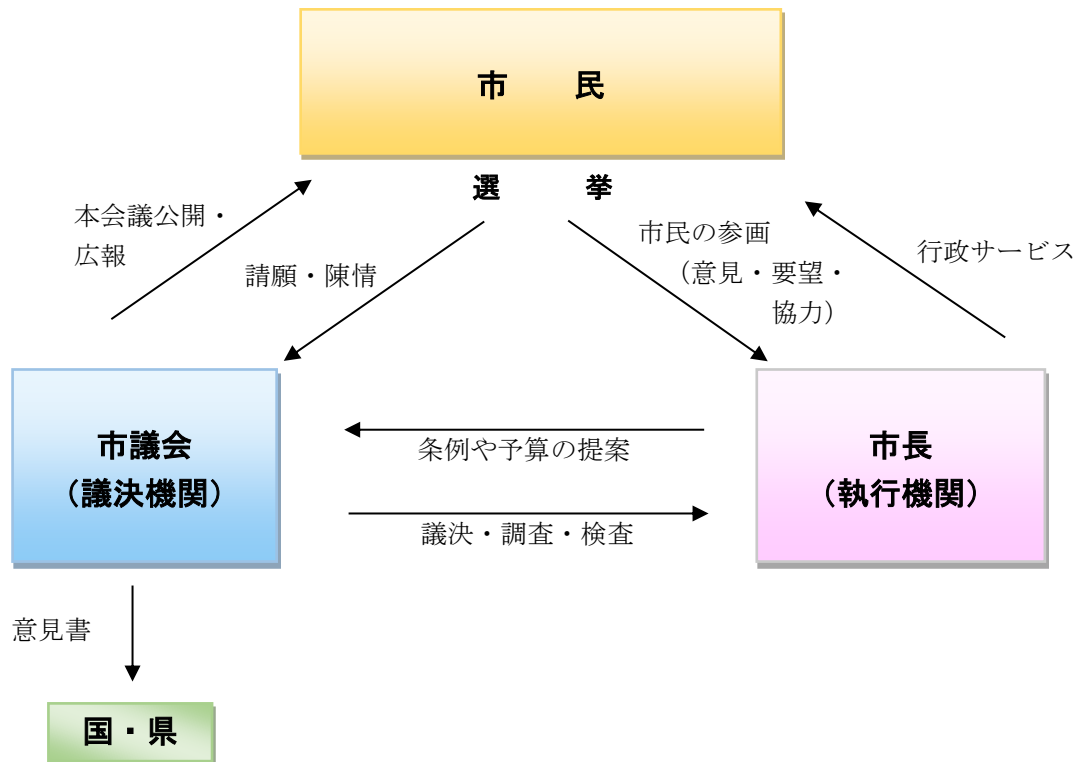 市　　民
選　　挙
本会議公開・
広報
請願・陳情
市民の参画
（意見・要望・
協力）
行政サービス
市議会
（議決機関）
市長
（執行機関）
条例や予算の提案
議決・調査・検査
意見書
国・県